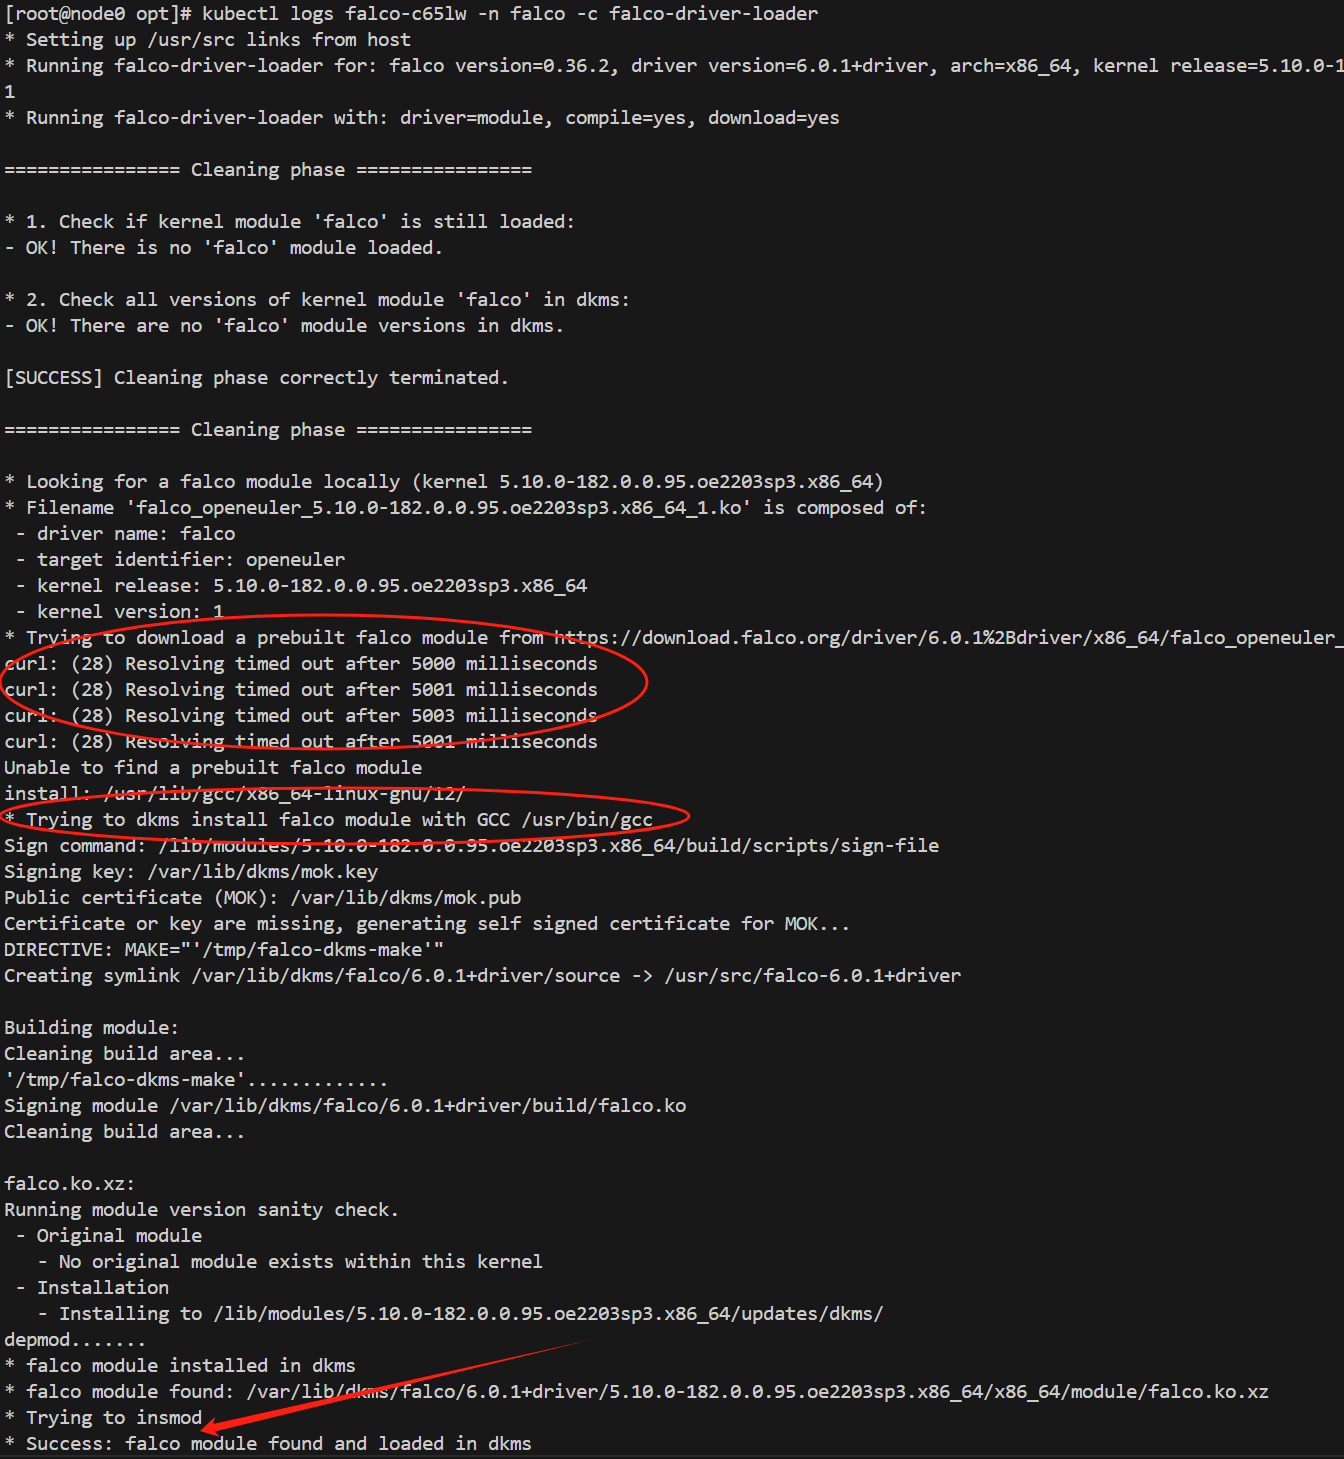 [root@node0 opt]# kubectl logs falco-c65lw -n falco -c falco-driver-loader
* Setting up /usr/src links from host
* Running falco-driver-loader for: falco version=0.36.2, driver version=6.0.1+driver, arch=x86_64, kernel release=5.10.0-1
1
* Running falco-driver-loader with: driver=module, compile=yes, download=yes
================ Cleaning phase ================
* 1. Check if kernel module 'falco' is still loaded:
- OK! There is no 'falco' module loaded.
* 2. Check all versions of kernel module 'falco' in dkms:
- OK! There are no 'falco' module versions in dkms.
[SUCCESS] Cleaning phase correctly terminated.
================ Cleaning phase ================
* Looking for a falco module locally (kernel 5.10.0-182.0.0.95.oe2203sp3.x86_64)
* Filename 'falco_openeuler_5.10.0-182.0.0.95.oe2203sp3.x86_64_1.ko' is composed of:
 - driver name: falco
 - target identifier: openeuler
 - kernel release: 5.10.0-182.0.0.95.oe2203sp3.x86_64
 - kernel version: 1
* Trying to download a prebuilt falco module from https://download.falco.org/driver/6.0.1%2Bdriver/x86_64/falco_openeuler_
curl: (28) Resolving timed out after 5000 milliseconds
curl: (28) Resolving timed out after 5001 milliseconds
curl: (28) Resolving timed out after 5003 milliseconds
curl: (28) Resolving timed out after 5001 milliseconds
Unable to find a prebuilt falco module
install: /usr/lib/gcc/x86_64-linux-gnu/12/
* Trying to dkms install falco module with GCC /usr/bin/gcc
Sign command: /lib/modules/5.10.0-182.0.0.95.oe2203sp3.x86_64/build/scripts/sign-file
Signing key: /var/lib/dkms/mok.key
Public certificate (MOK): /var/lib/dkms/mok.pub
Certificate or key are missing, generating self signed certificate for MOK...
DIRECTIVE: MAKE="'/tmp/falco-dkms-make'"
Creating symlink /var/lib/dkms/falco/6.0.1+driver/source -> /usr/src/falco-6.0.1+driver
Building module:
Cleaning build area...
'/tmp/falco-dkms-make'.............
Signing module /var/lib/dkms/falco/6.0.1+driver/build/falco.ko
Cleaning build area...
falco.ko.xz:
Running module version sanity check.
 - Original module
   - No original module exists within this kernel
 - Installation
   - Installing to /lib/modules/5.10.0-182.0.0.95.oe2203sp3.x86_64/updates/dkms/
depmod.......
* falco module installed in dkms
* falco module found: /var/lib/dkms/falco/6.0.1+driver/5.10.0-182.0.0.95.oe2203sp3.x86_64/x86_64/module/falco.ko.xz
* Trying to insmod
* Success: falco module found and loaded in dkms